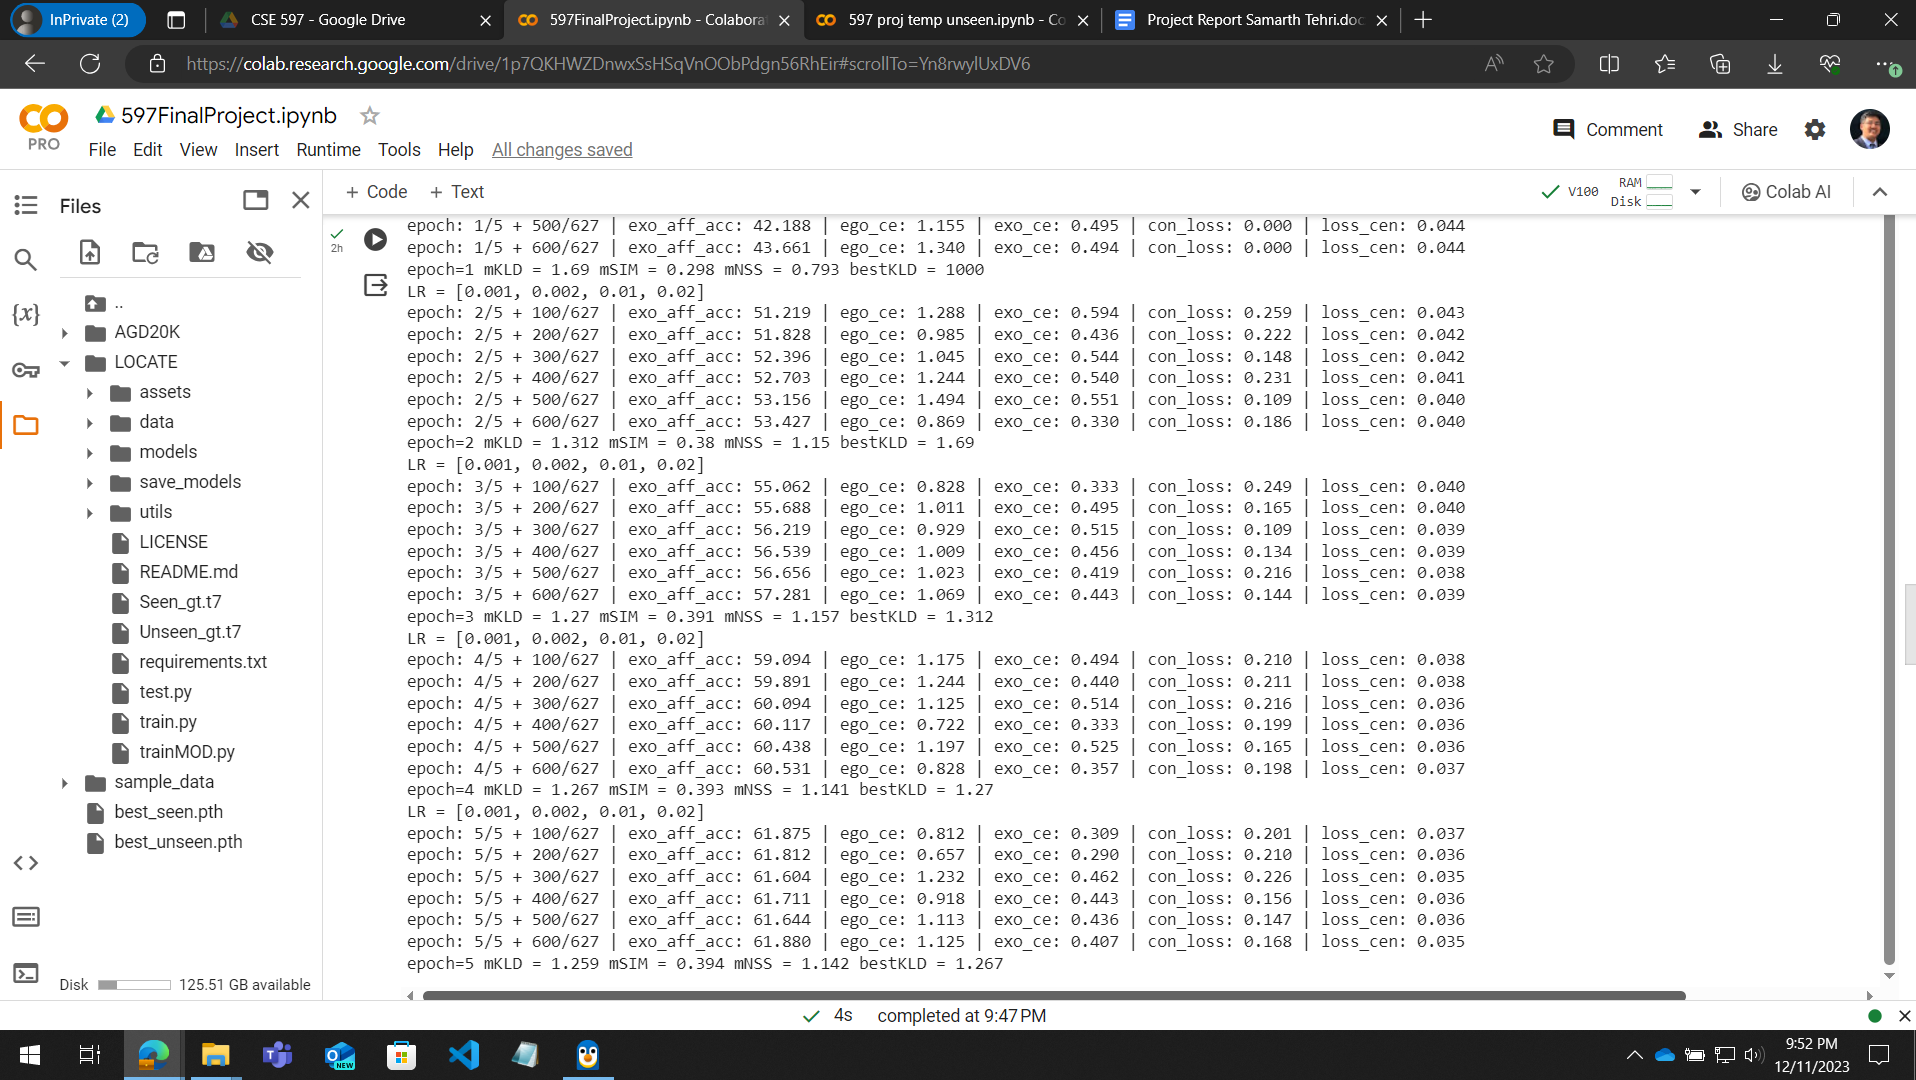 InPrivate (2)
CSE 597 - Google Drive
597FinalProject.ipynb - Colabora
597 proj temp unseen.ipynb - Co
Project Report Samarth Tehri.doc
https://colab.research.google.com/drive/1p7QKHWZDnwxSsHSqVnOObPdgn56RhEir#scrollTo=Yn8rwylUxDV6
PRO
597FinalProject.ipynb
File Edit View Insert Runtime Tools Help All changes saved
Comment
Share
Files
+ Code + Text
V100
RAM
Disk
Colab AI
..
AGD20K
LOCATE
assets
data
models
save_models
utils
LICENSE
README.md
Seen_gt.t7
Unseen_gt.t7
requirements.txt
test.py
train.py
trainMOD.py
sample_data
best_seen.pth
best_unseen.pth
Disk 125.51 GB available
{x}
2h
epoch: 1/5 + 500/627 | exo_aff_acc: 42.188 | ego_ce: 1.155 | exo_ce: 0.495 | con_loss: 0.000 | loss_cen: 0.044
epoch: 1/5 + 600/627 | exo_aff_acc: 43.661 | ego_ce: 1.340 | exo_ce: 0.494 | con_loss: 0.000 | loss_cen: 0.044
epoch=1 mKLD = 1.69 mSIM = 0.298 mNSS = 0.793 bestKLD = 1000
LR = [0.001, 0.002, 0.01, 0.02]
epoch: 2/5 + 100/627 | exo_aff_acc: 51.219 | ego_ce: 1.288 | exo_ce: 0.594 | con_loss: 0.259 | loss_cen: 0.043
epoch: 2/5 + 200/627 | exo_aff_acc: 51.828 | ego_ce: 0.985 | exo_ce: 0.436 | con_loss: 0.222 | loss_cen: 0.042
epoch: 2/5 + 300/627 | exo_aff_acc: 52.396 | ego_ce: 1.045 | exo_ce: 0.544 | con_loss: 0.148 | loss_cen: 0.042
epoch: 2/5 + 400/627 | exo_aff_acc: 52.703 | ego_ce: 1.244 | exo_ce: 0.540 | con_loss: 0.231 | loss_cen: 0.041
epoch: 2/5 + 500/627 | exo_aff_acc: 53.156 | ego_ce: 1.494 | exo_ce: 0.551 | con_loss: 0.109 | loss_cen: 0.040
epoch: 2/5 + 600/627 | exo_aff_acc: 53.427 | ego_ce: 0.869 | exo_ce: 0.330 | con_loss: 0.186 | loss_cen: 0.040
epoch=2 mKLD = 1.312 mSIM = 0.38 mNSS = 1.15 bestKLD = 1.69
LR = [0.001, 0.002, 0.01, 0.02]
epoch: 3/5 + 100/627 | exo_aff_acc: 55.062 | ego_ce: 0.828 | exo_ce: 0.333 | con_loss: 0.249 | loss_cen: 0.040
epoch: 3/5 + 200/627 | exo_aff_acc: 55.688 | ego_ce: 1.011 | exo_ce: 0.495 | con_loss: 0.165 | loss_cen: 0.040
epoch: 3/5 + 300/627 | exo_aff_acc: 56.219 | ego_ce: 0.929 | exo_ce: 0.515 | con_loss: 0.109 | loss_cen: 0.039
epoch: 3/5 + 400/627 | exo_aff_acc: 56.539 | ego_ce: 1.009 | exo_ce: 0.456 | con_loss: 0.134 | loss_cen: 0.039
epoch: 3/5 + 500/627 | exo_aff_acc: 56.656 | ego_ce: 1.023 | exo_ce: 0.419 | con_loss: 0.216 | loss_cen: 0.038
epoch: 3/5 + 600/627 | exo_aff_acc: 57.281 | ego_ce: 1.069 | exo_ce: 0.443 | con_loss: 0.144 | loss_cen: 0.039
epoch=3 mKLD = 1.27 mSIM = 0.391 mNSS = 1.157 bestKLD = 1.312
LR = [0.001, 0.002, 0.01, 0.02]
epoch: 4/5 + 100/627 | exo_aff_acc: 59.094 | ego_ce: 1.175 | exo_ce: 0.494 | con_loss: 0.210 | loss_cen: 0.038
epoch: 4/5 + 200/627 | exo_aff_acc: 59.891 | ego_ce: 1.244 | exo_ce: 0.440 | con_loss: 0.211 | loss_cen: 0.038
epoch: 4/5 + 300/627 | exo_aff_acc: 60.094 | ego_ce: 1.125 | exo_ce: 0.514 | con_loss: 0.216 | loss_cen: 0.036
epoch: 4/5 + 400/627 | exo_aff_acc: 60.117 | ego_ce: 0.722 | exo_ce: 0.333 | con_loss: 0.199 | loss_cen: 0.036
epoch: 4/5 + 500/627 | exo_aff_acc: 60.438 | ego_ce: 1.197 | exo_ce: 0.525 | con_loss: 0.165 | loss_cen: 0.036
epoch: 4/5 + 600/627 | exo_aff_acc: 60.531 | ego_ce: 0.828 | exo_ce: 0.357 | con_loss: 0.198 | loss_cen: 0.037
epoch=4 mKLD = 1.267 mSIM = 0.393 mNSS = 1.141 bestKLD = 1.27
LR = [0.001, 0.002, 0.01, 0.02]
epoch: 5/5 + 100/627 | exo_aff_acc: 61.875 | ego_ce: 0.812 | exo_ce: 0.309 | con_loss: 0.201 | loss_cen: 0.037
epoch: 5/5 + 200/627 | exo_aff_acc: 61.812 | ego_ce: 0.657 | exo_ce: 0.290 | con_loss: 0.210 | loss_cen: 0.036
epoch: 5/5 + 300/627 | exo_aff_acc: 61.604 | ego_ce: 1.232 | exo_ce: 0.462 | con_loss: 0.226 | loss_cen: 0.035
epoch: 5/5 + 400/627 | exo_aff_acc: 61.711 | ego_ce: 0.918 | exo_ce: 0.443 | con_loss: 0.156 | loss_cen: 0.036
epoch: 5/5 + 500/627 | exo_aff_acc: 61.644 | ego_ce: 1.113 | exo_ce: 0.436 | con_loss: 0.147 | loss_cen: 0.036
epoch: 5/5 + 600/627 | exo_aff_acc: 61.880 | ego_ce: 1.125 | exo_ce: 0.407 | con_loss: 0.168 | loss_cen: 0.035
epoch=5 mKLD = 1.259 mSIM = 0.394 mNSS = 1.142 bestKLD = 1.267
4s completed at 9:47 PM
NEW
9:52 PM
12/11/2023